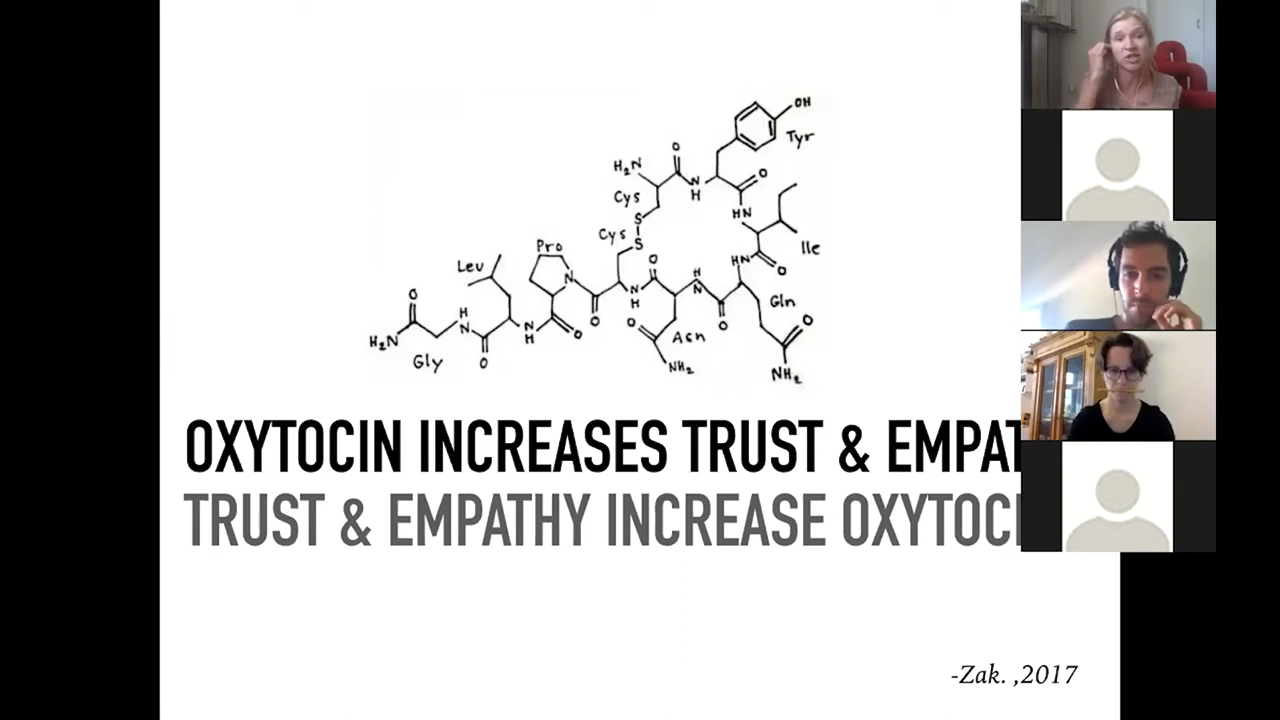 OH
Tyr
O
H₂N
N
H
O
Cys
HN
S
Cys
S
Ile
Pro
HN
O
Leu
O
H
N
Gln
N
O
N
H
O
O
H
N
O
O
O
Asn
H₂N
N
H
O
Gly
O
NH₂
NH₂
OXYTOCIN INCREASES TRUST & EMPAT
TRUST & EMPATHY INCREASE OXYTOC
-Zak. ,2017